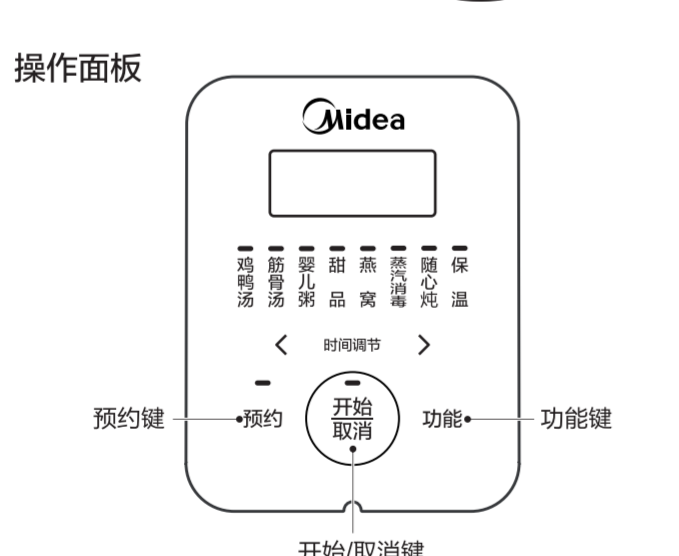 操作面板
Midea
鸡鸭汤
筋骨汤
婴儿粥
甜品
燕窝
蒸汽消毒
随心炖
保温
< 时间调节 >
预约键
预约
开始
取消
功能
功能键
开始/取消键